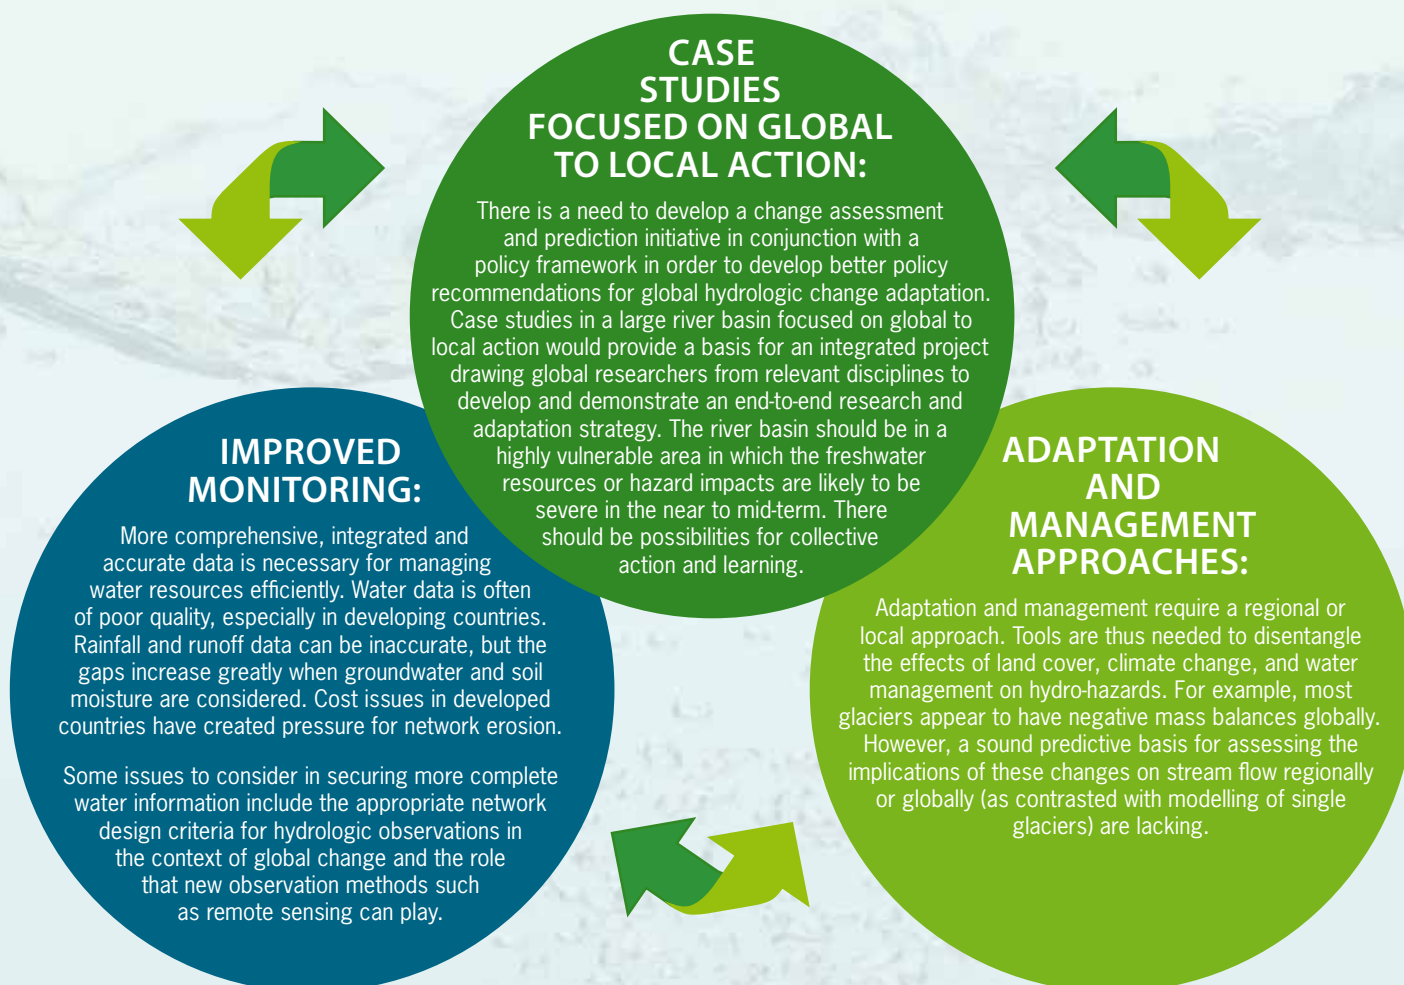 CASE
STUDIES
FOCUSED ON GLOBAL
TO LOCAL ACTION:
There is a need to develop a change assessment
and prediction initiative in conjunction with a
policy framework in order to develop better policy
recommendations for global hydrologic change adaptation.
Case studies in a large river basin focused on global to
local action would provide a basis for an integrated project
drawing global researchers from relevant disciplines to
develop and demonstrate an end-to-end research and
adaptation strategy. The river basin should be in a
highly vulnerable area in which the freshwater
resources or hazard impacts are likely to be
severe in the near to mid-term. There
should be possibilities for collective
action and learning.
IMPROVED
MONITORING:
More comprehensive, integrated and
accurate data is necessary for managing
water resources efficiently. Water data is often
of poor quality, especially in developing countries.
Rainfall and runoff data can be inaccurate, but the
gaps increase greatly when groundwater and soil
moisture are considered. Cost issues in developed
countries have created pressure for network erosion.
Some issues to consider in securing more complete
water information include the appropriate network
design criteria for hydrologic observations in
the context of global change and the role
that new observation methods such
as remote sensing can play.
ADAPTATION
AND
MANAGEMENT
APPROACHES:
Adaptation and management require a regional or
local approach. Tools are thus needed to disentangle
the effects of land cover, climate change, and water
management on hydro-hazards. For example, most
glaciers appear to have negative mass balances globally.
However, a sound predictive basis for assessing the
implications of these changes on stream flow regionally
or globally (as contrasted with modelling of single
glaciers) are lacking.